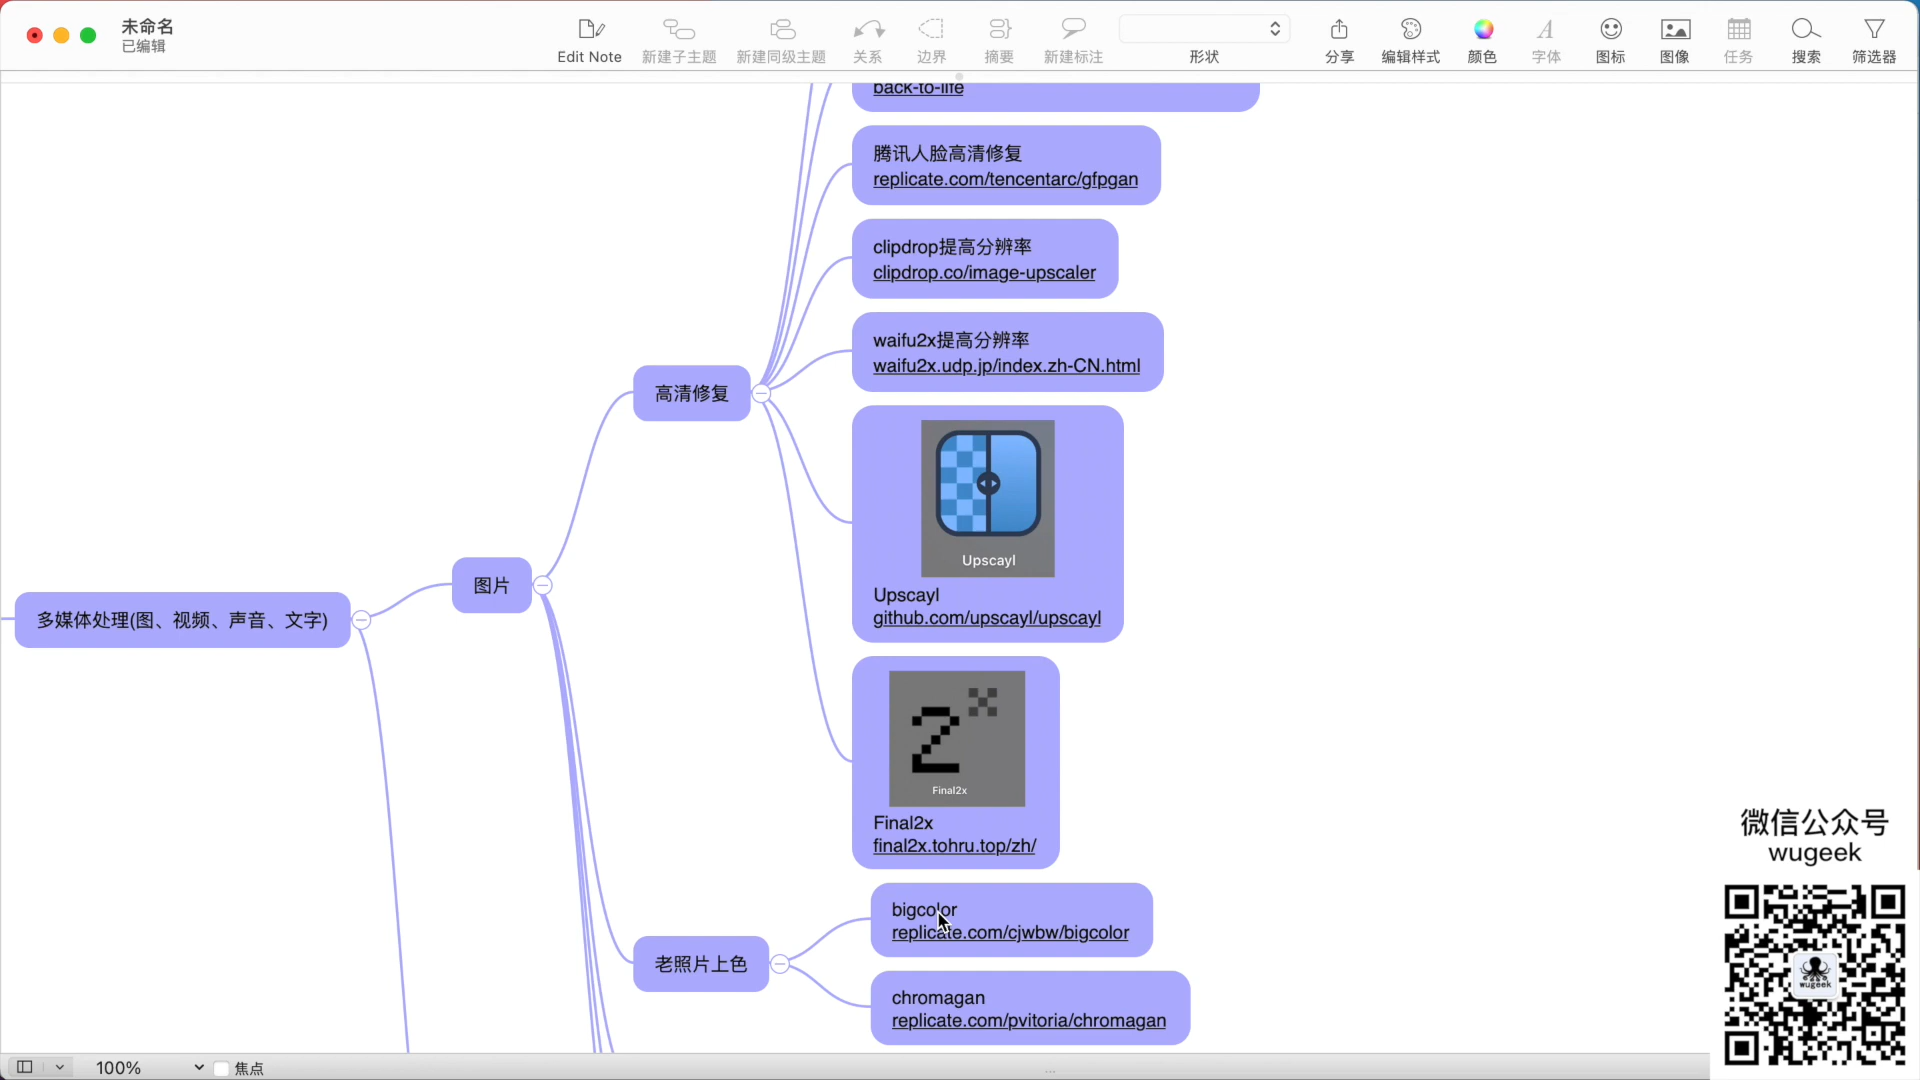 未命名
已编辑
Edit Note
新建子主题
新建同级主题
关系
边界
摘要
新建标注
形状
分享
编辑样式
颜色
字体
图标
图像
任务
搜索
筛选器
back-to-life
腾讯人脸高清修复
replicate.com/tencentarc/gfpgan
clipdrop提高分辨率
clipdrop.co/image-upscaler
waifu2x提高分辨率
waifu2x.udp.jp/index.zh-CN.html
高清修复
Upscayl
Upscayl
github.com/upscayl/upscayl
图片
多媒体处理(图、视频、声音、文字)
2x
Final2x
Final2x
final2x.tohru.top/zh/
bigcolor
replicate.com/cjwbw/bigcolor
老照片上色
chromagan
replicate.com/pvitoria/chromagan
微信公众号
wugeek
wugeek
100%
焦点